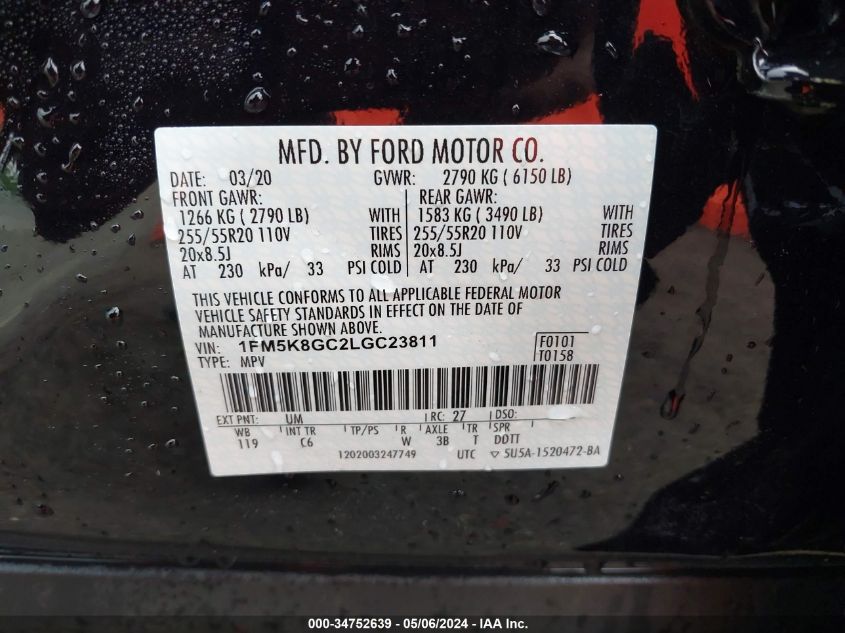 MFD. BY FORD MOTOR CO.
DATE: 03/20 GVWR: 2790 KG ( 6150 LB)
FRONT GAWR: REAR GAWR:
1266 KG ( 2790 LB) WITH 1583 KG ( 3490 LB) WITH
255/55R20 110V TIRES 255/55R20 110V TIRES
20x8.5J RIMS 20x8.5J RIMS
AT 230 kPa/ 33 PSI COLD AT 230 kPa/ 33 PSI COLD
THIS VEHICLE CONFORMS TO ALL APPLICABLE FEDERAL MOTOR
VEHICLE SAFETY STANDARDS IN EFFECT ON THE DATE OF
MANUFACTURE SHOWN ABOVE.
VIN: 1FM5K8GC2LGC23811 F0101
TYPE: MPV T0158
EXT PNT: UM RC: 27 DSO:
WB INT TR TP/PS R AXLE TR SPR
119 C6 W 3B T DOTT
1202003247749 UTC ▽ 5U5A-1520472-BA
000-34752639 - 05/06/2024 - IAA Inc.